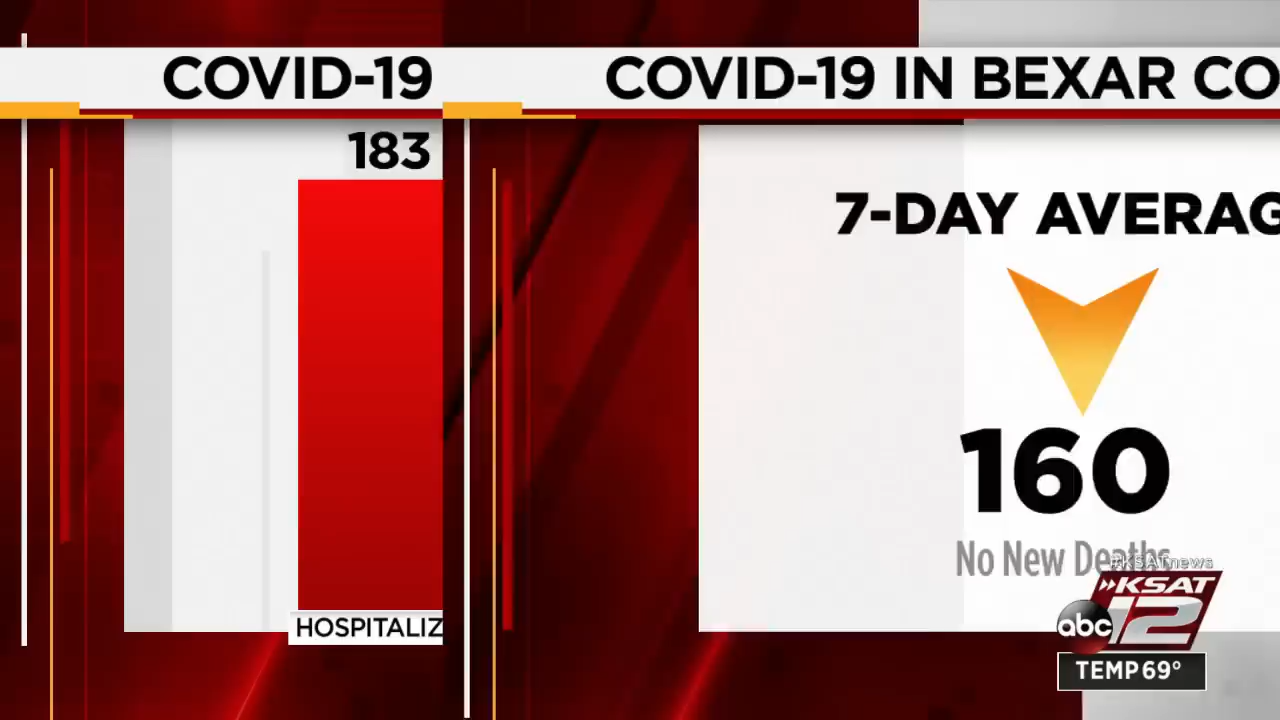 COVID-19
183
HOSPITALIZ
COVID-19 IN BEXAR CO
7-DAY AVERAG
160
No New Deaths
#KSATnews
KSAT
abc 12
TEMP 69°